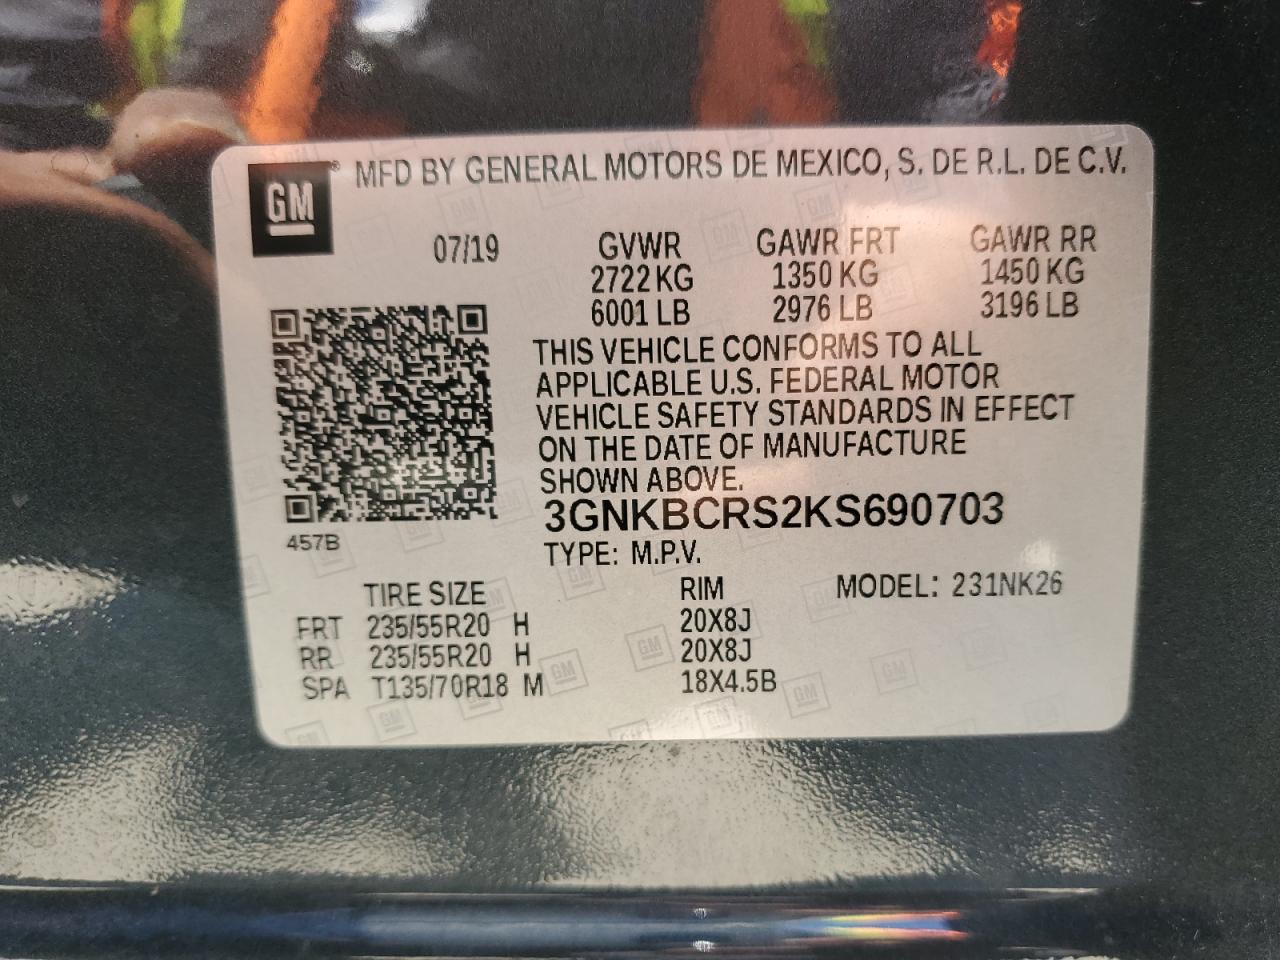 GM® MFD BY GENERAL MOTORS DE MEXICO, S. DE R.L. DE C.V.
07/19 GVWR GAWR FRT GAWR RR
2722 KG 1350 KG 1450 KG
6001 LB 2976 LB 3196 LB
THIS VEHICLE CONFORMS TO ALL
APPLICABLE U.S. FEDERAL MOTOR
VEHICLE SAFETY STANDARDS IN EFFECT
ON THE DATE OF MANUFACTURE
SHOWN ABOVE.
3GNKBCRS2KS690703
457B
TYPE: M.P.V.
TIRE SIZE RIM MODEL: 231NK26
FRT 235/55R20 H 20X8J
RR 235/55R20 H 20X8J
SPA T135/70R18 M 18X4.5B